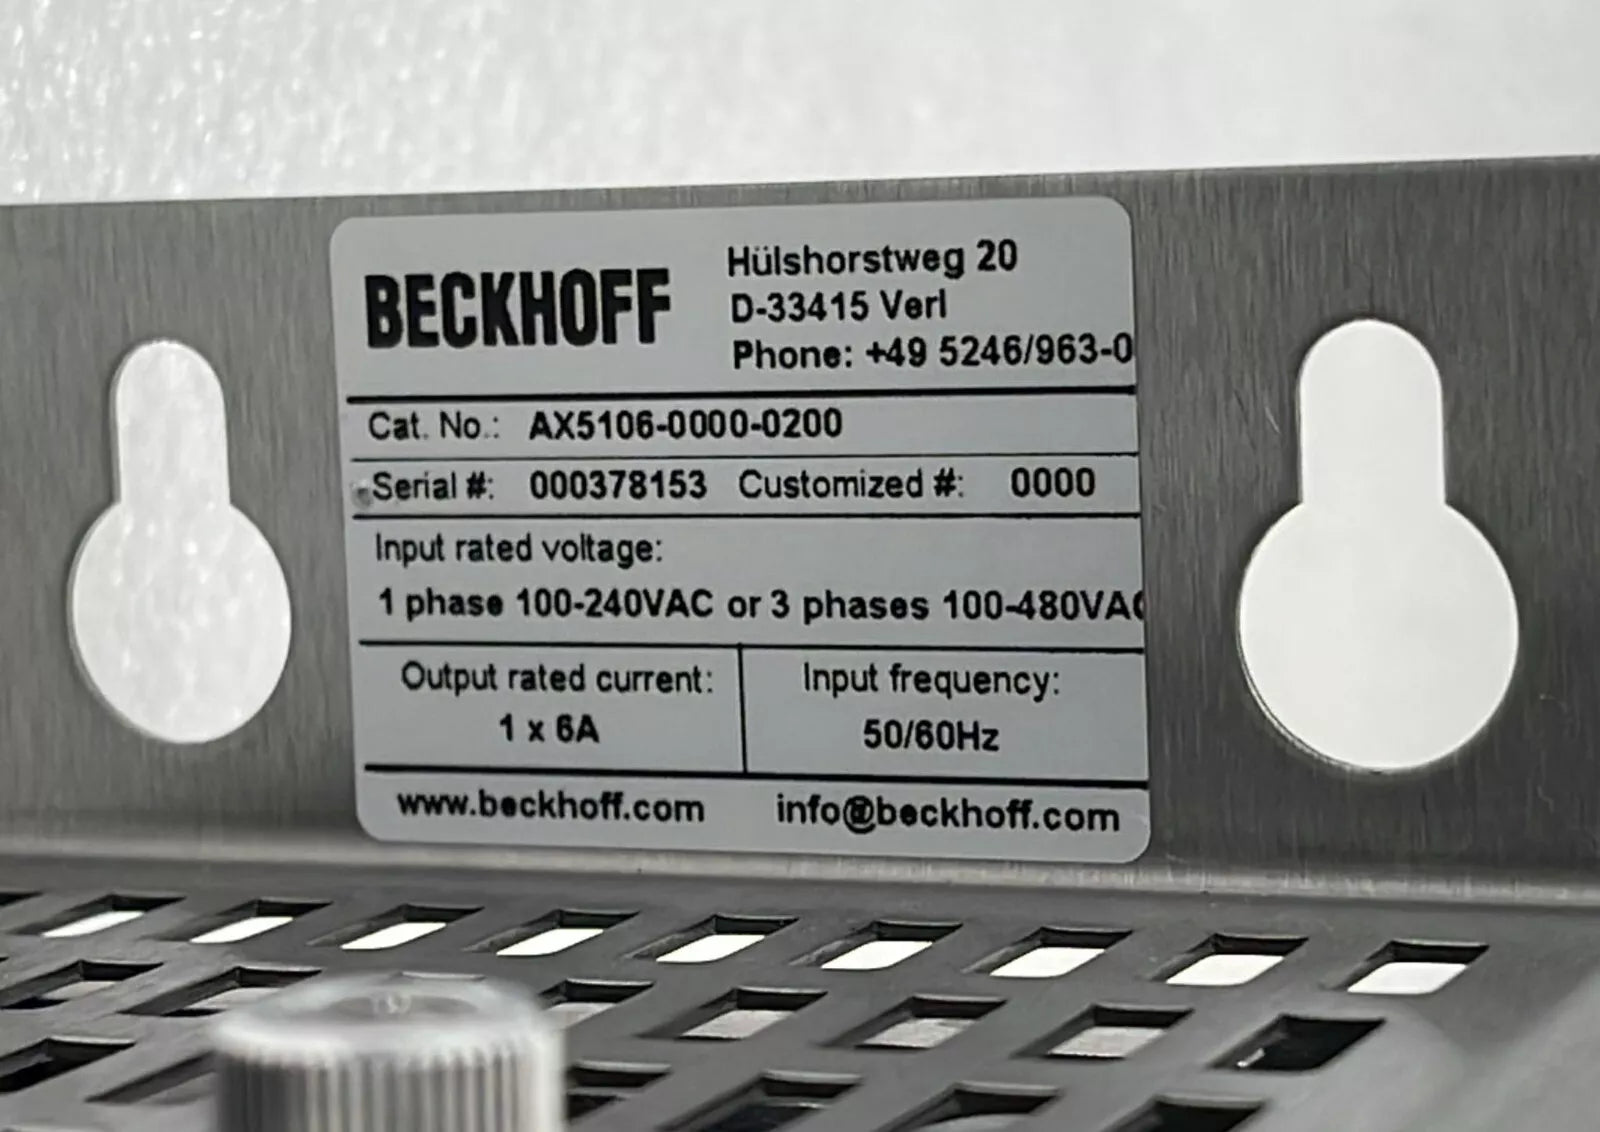 BECKHOFF
Hülshorstweg 20
D-33415 Verl
Phone: +49 5246/963-0
Cat. No.: AX5106-0000-0200
Serial #: 000378153 Customized #: 0000
Input rated voltage:
1 phase 100-240VAC or 3 phases 100-480VAC
Output rated current:
1 x 6A
Input frequency:
50/60Hz
www.beckhoff.com info@beckhoff.com